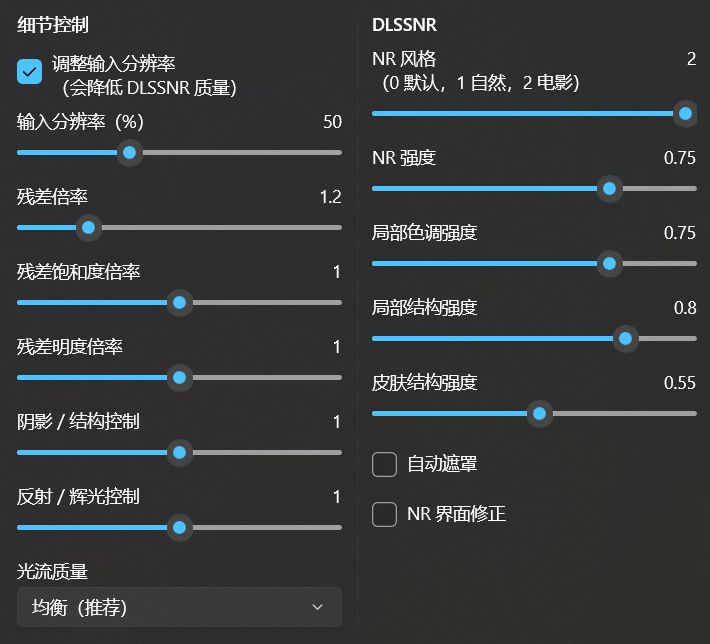 细节控制
调整输入分辨率
（会降低 DLSSNR 质量）
输入分辨率（%） 50
残差倍率 1.2
残差饱和度倍率 1
残差明度倍率 1
阴影 / 结构控制 1
反射 / 辉光控制 1
光流质量
均衡（推荐）
DLSSNR
NR 风格 2
（0 默认，1 自然，2 电影）
NR 强度 0.75
局部色调强度 0.75
局部结构强度 0.8
皮肤结构强度 0.55
自动遮罩
NR 界面修正